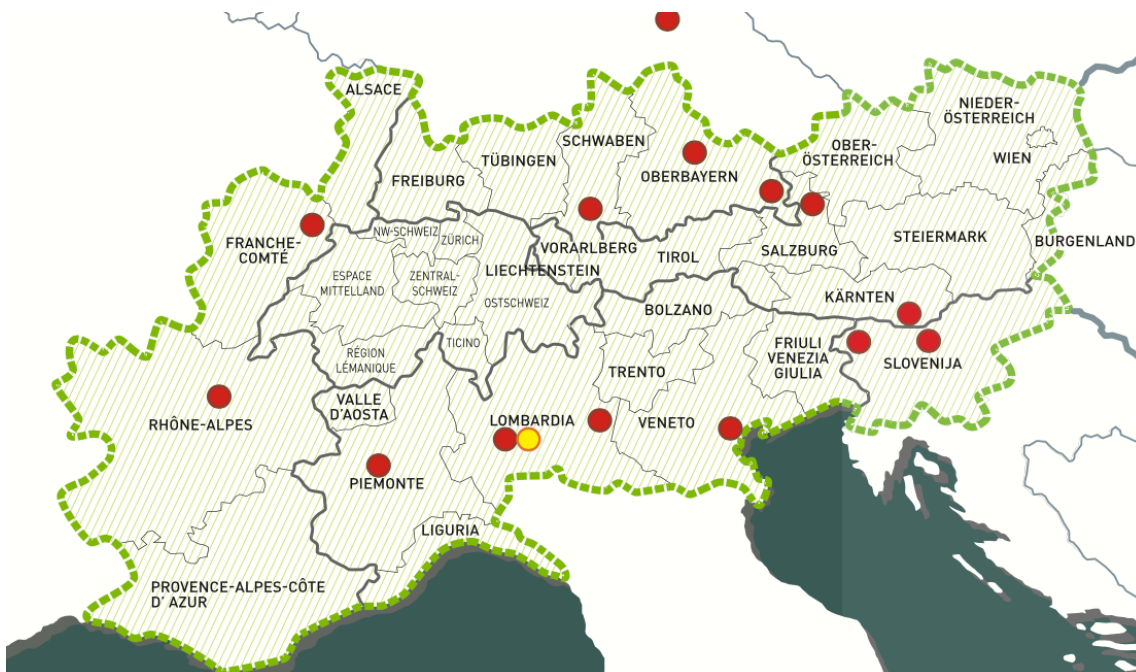 ALSACE
FREIBURG
TÜBINGEN
SCHWABEN
OBERBAYERN
OBER-
ÖSTERREICH
NIEDER-
ÖSTERREICH
WIEN
FRANCHE-
COMTÉ
NW-SCHWEIZ
ZÜRICH
ESPACE
MITTELLAND
ZENTRAL-
SCHWEIZ
LIECHTENSTEIN
OSTSCHWEIZ
VORARLBERG
TIROL
SALZBURG
STEIERMARK
BURGENLAND
KÄRNTEN
BOLZANO
TICINO
RÉGION
LÉMANIQUE
TRENTO
FRIULI
VENEZIA
GIULIA
SLOVENIJA
RHÔNE-ALPES
VALLE
D'AOSTA
LOMBARDIA
VENETO
PIEMONTE
LIGURIA
PROVENCE-ALPES-CÔTE
D' AZUR